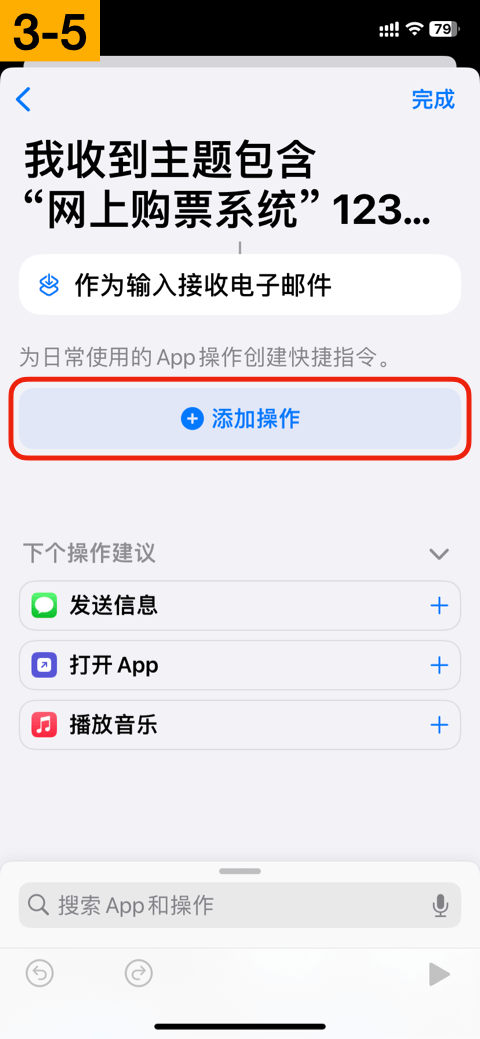 3-5
79
完成
我收到主题包含
“网上购票系统” 123...
作为输入接收电子邮件
为日常使用的 App 操作创建快捷指令。
添加操作
下个操作建议
发送信息
打开 App
播放音乐
搜索 App 和操作